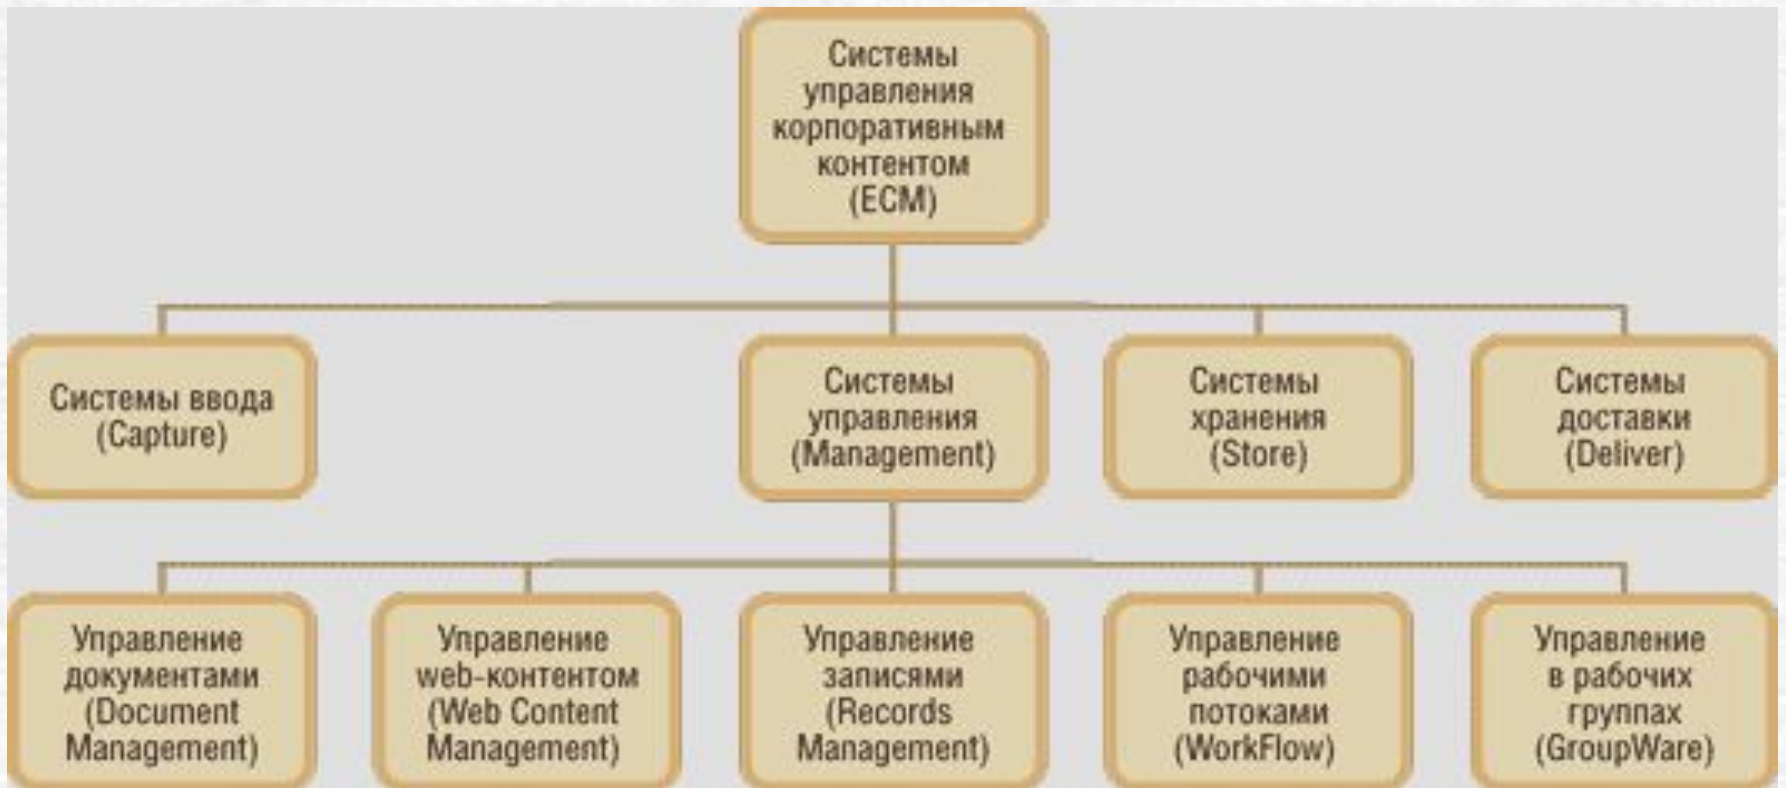 Системы
управления
корпоративным
контентом
(ECM)
Системы ввода
(Capture)
Системы
управления
(Management)
Системы
хранения
(Store)
Системы
доставки
(Deliver)
Управление
документами
(Document
Management)
Управление
web-контентом
(Web Content
Management)
Управление
записями
(Records
Management)
Управление
рабочими
потоками
(WorkFlow)
Управление
в рабочих
группах
(GroupWare)